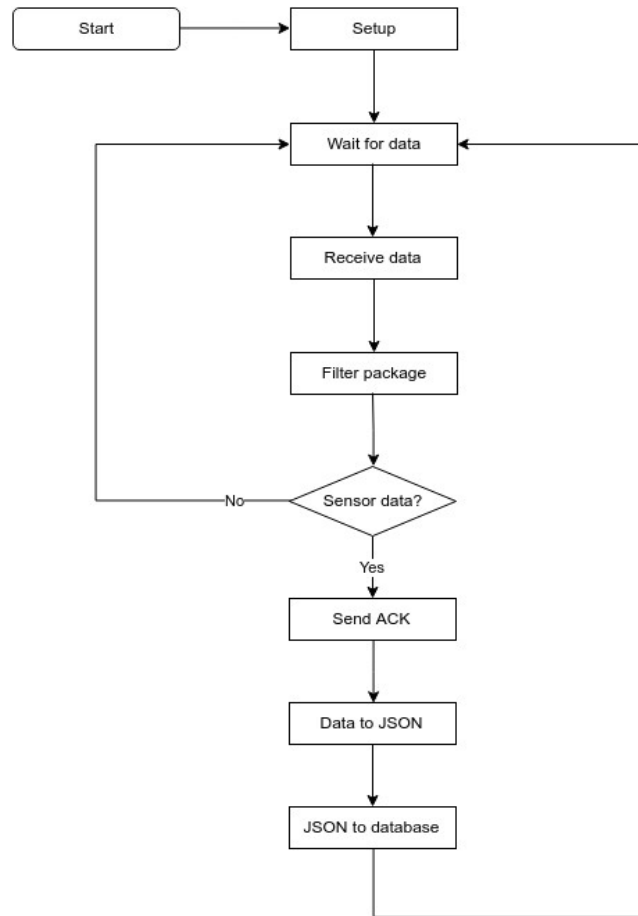 Start
Setup
Wait for data
Receive data
Filter package
Sensor data?
No
Yes
Send ACK
Data to JSON
JSON to database